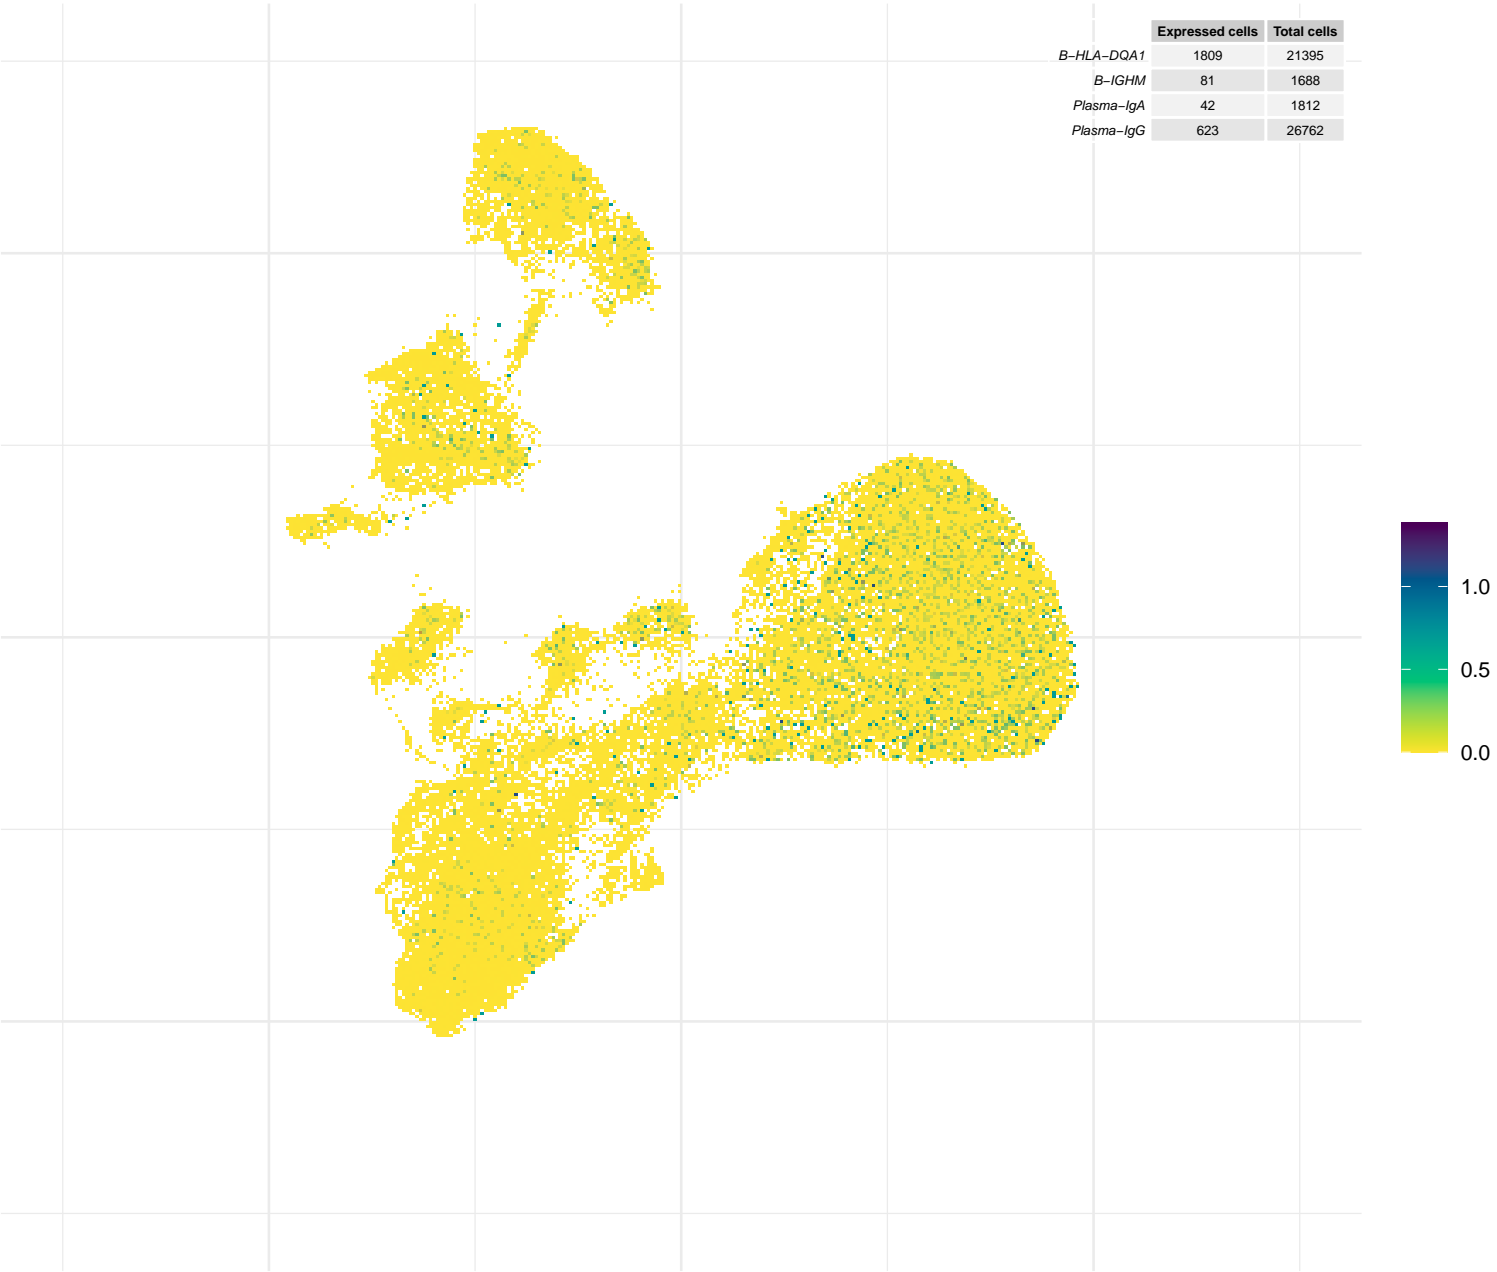 Expressed cells Total cells
B−HLA−DQA1 1809 21395
B−IGHM 81 1688
Plasma−IgA 42 1812
Plasma−IgG 623 26762
1.0
0.5
0.0